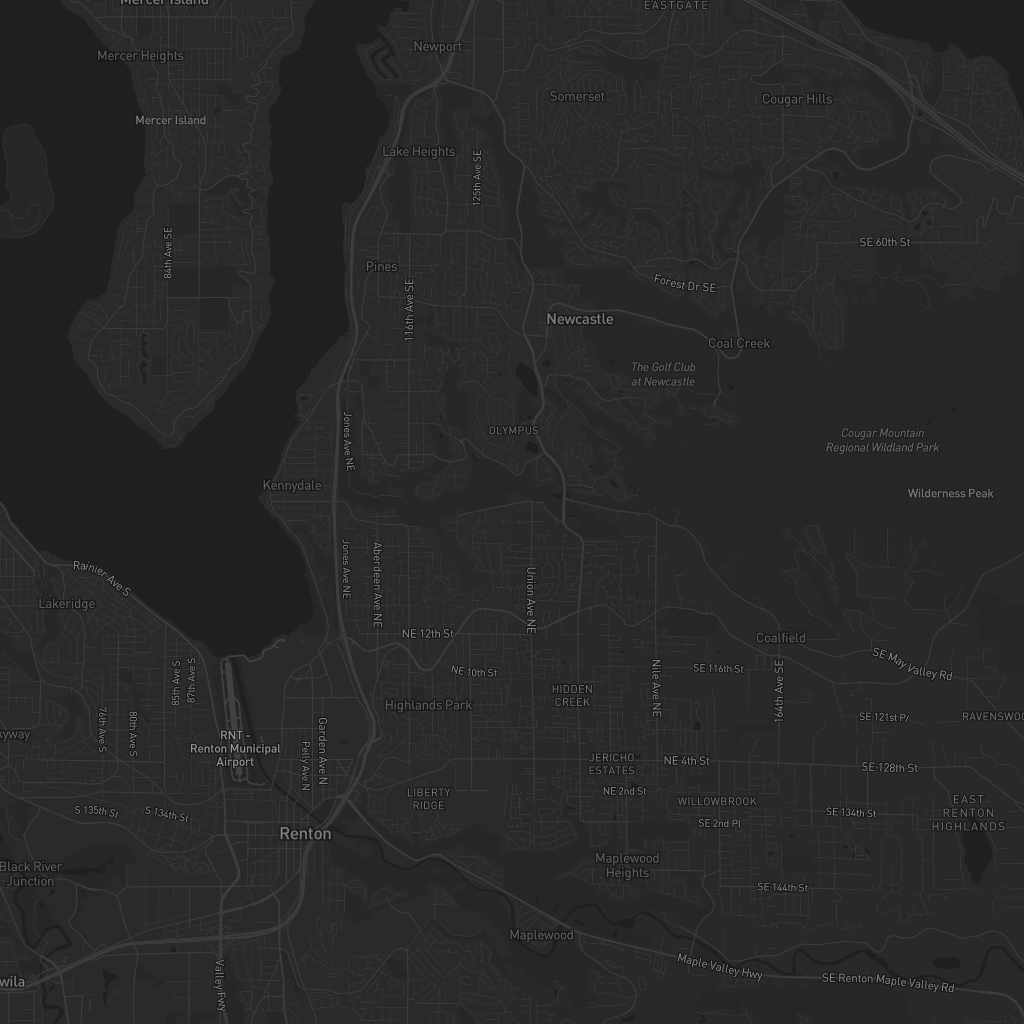 Mercer Island
EASTGATE
Newport
Mercer Heights
Somerset
Cougar Hills
Mercer Island
Lake Heights
125th Ave SE
84th Ave SE
SE 60th St
Pines
Forest Dr SE
116th Ave SE
Newcastle
Coal Creek
The Golf Club
at Newcastle
Jones Ave NE
OLYMPUS
Cougar Mountain
Regional Wildland Park
Kennydale
Wilderness Peak
Jones Ave NE
Aberdeen Ave NE
Rainier Ave S
Union Ave NE
Lakeridge
NE 12th St
Coalfield
SE May Valley Rd
NE 10th St
Nile Ave NE
SE 116th St
164th Ave SE
85th Ave S
87th Ave S
HIDDEN
CREEK
Highlands Park
SE 121st Pl
RAVENSWO
76th Ave S
80th Ave S
kyway
RNT -
Renton Municipal
Airport
Garden Ave N
Pelly Ave N
JERICHO
ESTATES
NE 4th St
SE 128th St
NE 2nd St
LIBERTY
RIDGE
WILLOWBROOK
EAST
RENTON
HIGHLANDS
S 135th St
S 134th St
SE 134th St
SE 2nd Pl
Renton
Maplewood
Heights
Black River
Junction
SE 144th St
Maplewood
Maple Valley Hwy
SE Renton Maple Valley Rd
wila
Valley Fwy